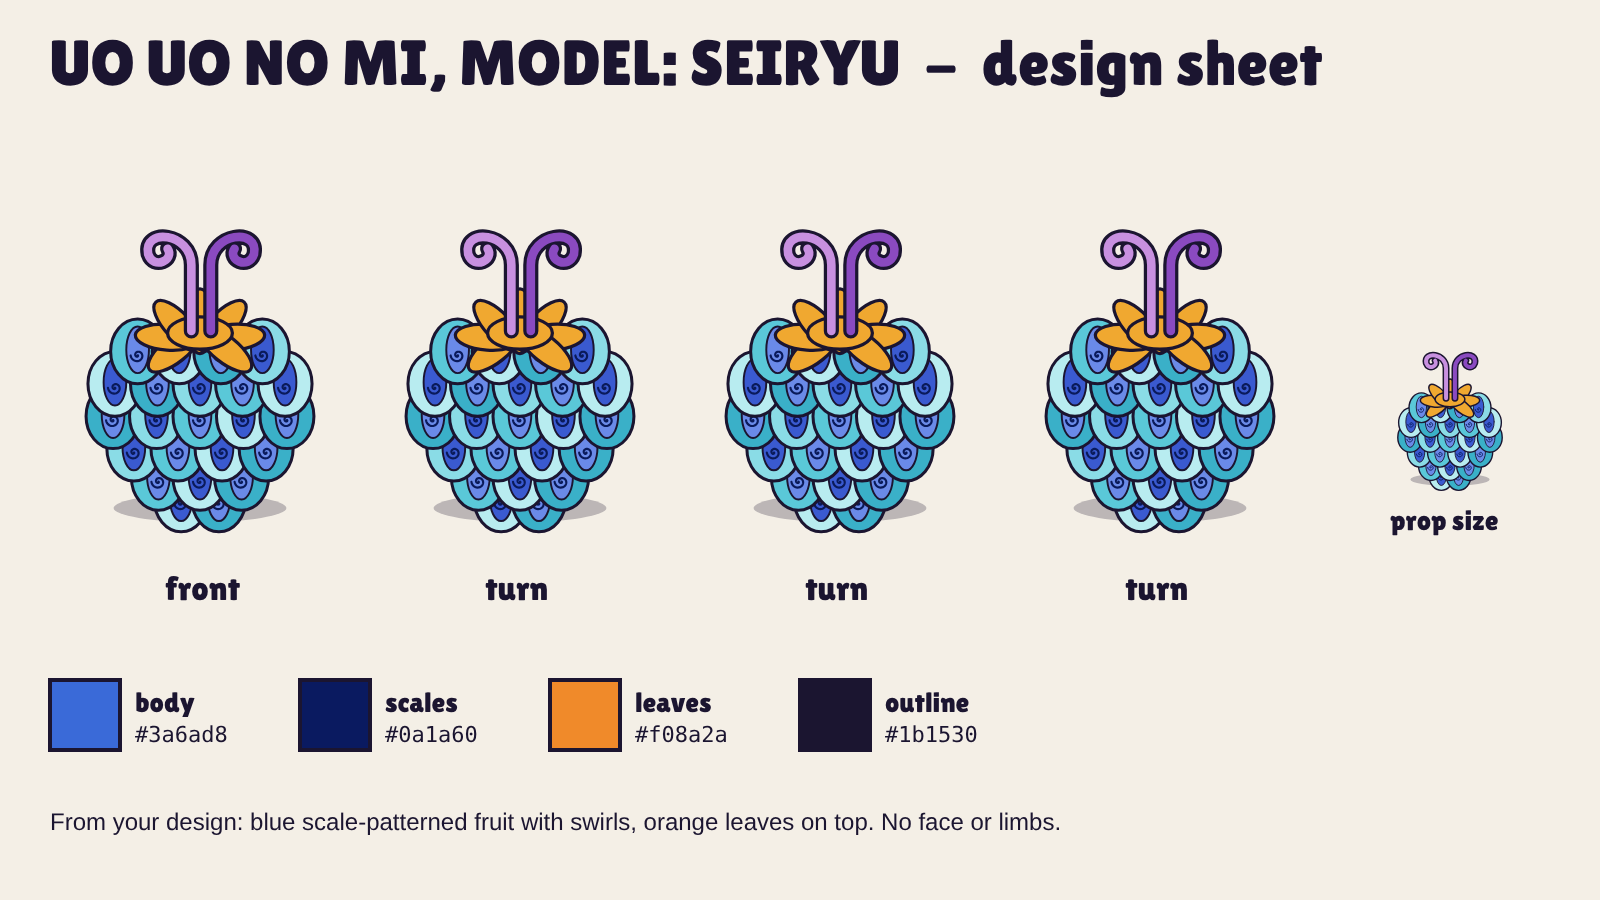 UO UO NO MI, MODEL: SEIRYU – design sheet
front
turn
turn
turn
prop size
body
#3a6ad8
scales
#0a1a60
leaves
#f08a2a
outline
#1b1530
From your design: blue scale-patterned fruit with swirls, orange leaves on top. No face or limbs.